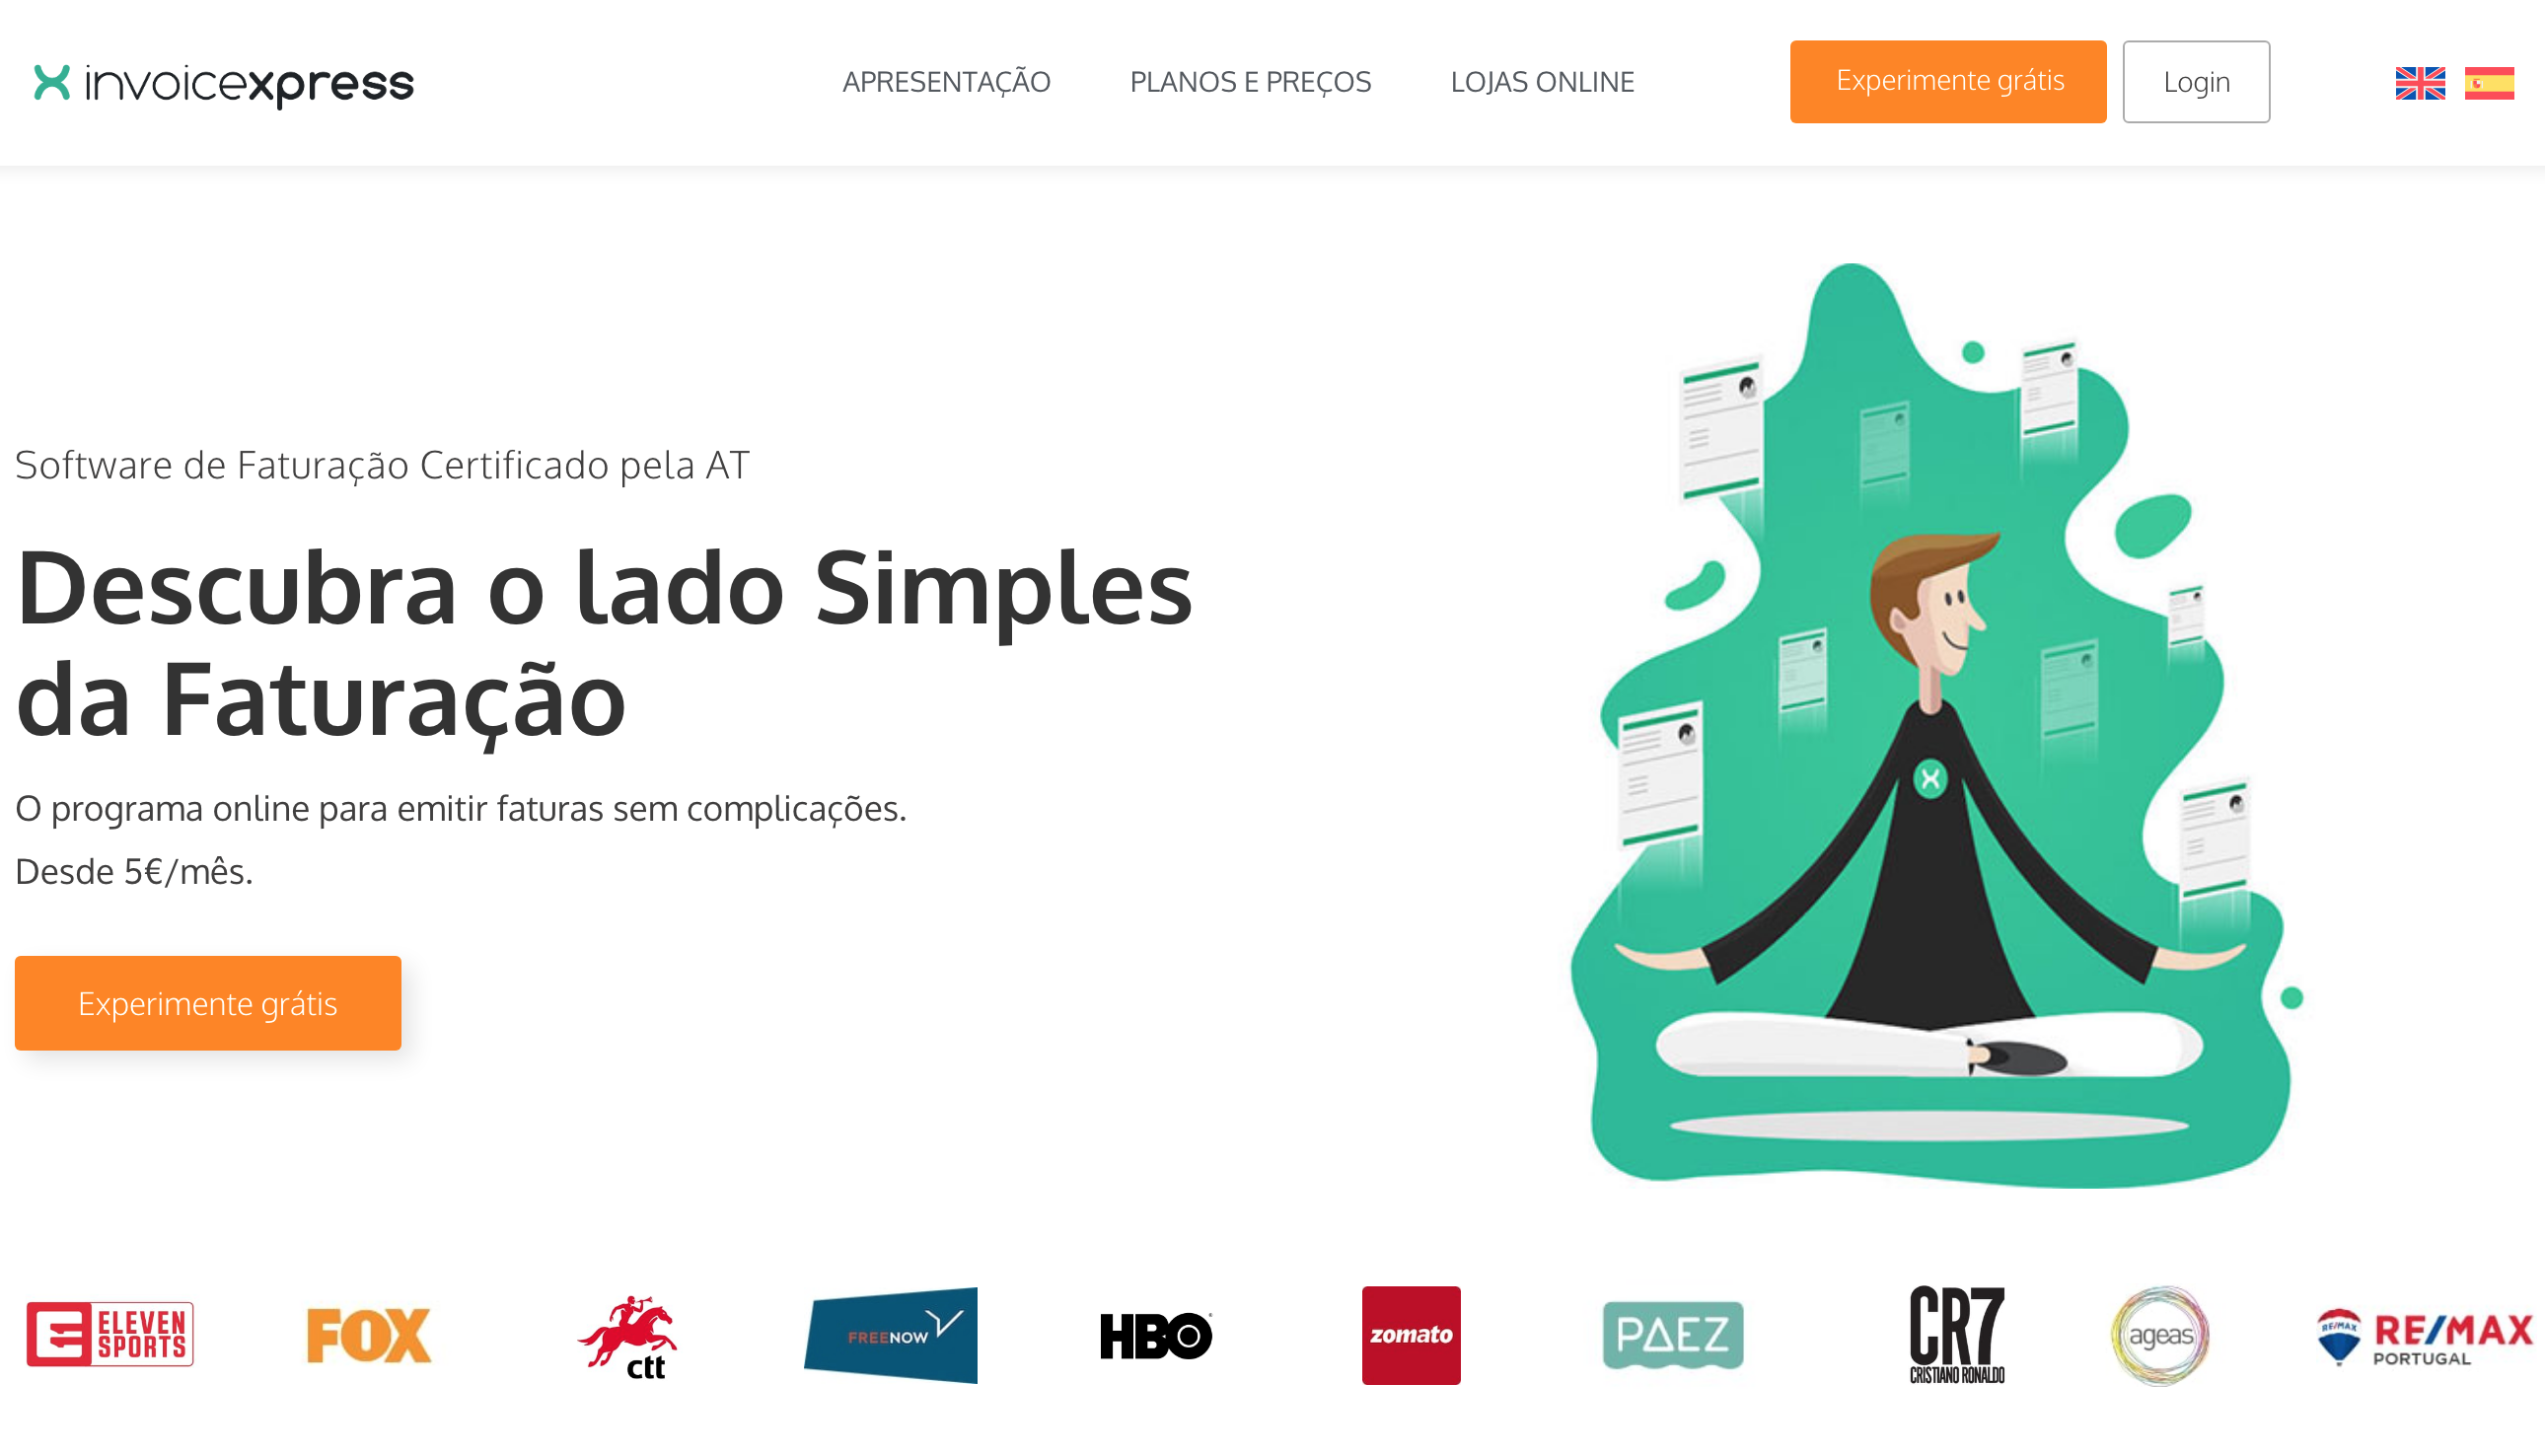 invoicexpress
APRESENTAÇÃO
PLANOS E PREÇOS
LOJAS ONLINE
Experimente grátis
Login
Software de Faturação Certificado pela AT
Descubra o lado Simples
da Faturação
O programa online para emitir faturas sem complicações.
Desde 5€/mês.
Experimente grátis
ELEVEN
SPORTS
FOX
ctt
FREENOW
HBO
zomato
PAEZ
CR7
CRISTIANO RONALDO
ageas
RE/MAX
RE/MAX
PORTUGAL